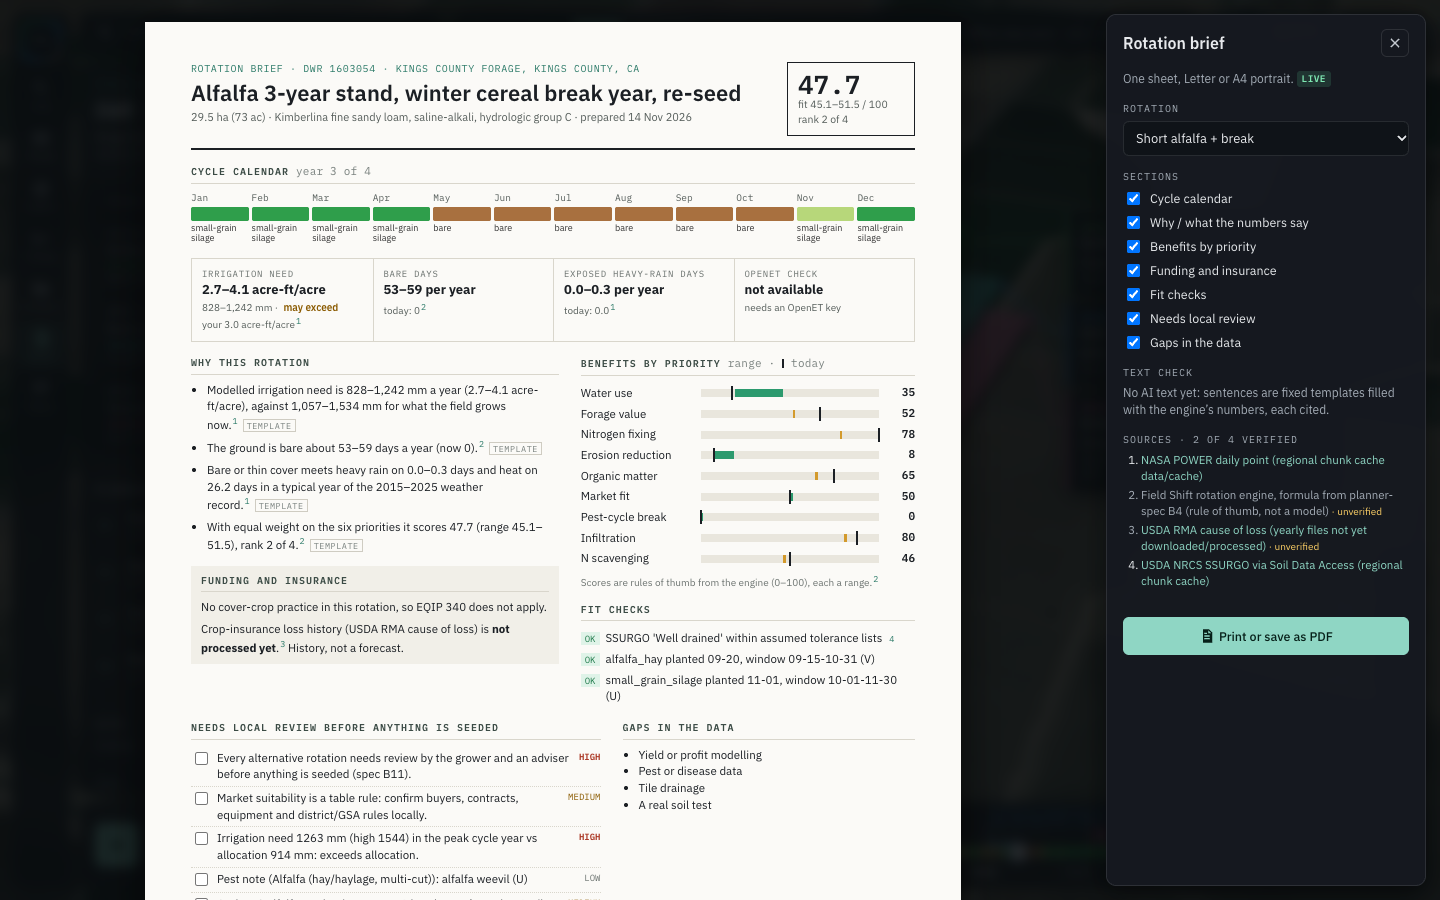 ROTATION BRIEF · DWR 1603054 · KINGS COUNTY FORAGE, KINGS COUNTY, CA
Alfalfa 3-year stand, winter cereal break year, re-seed
29.5 ha (73 ac) · Kimberlina fine sandy loam, saline-alkali, hydrologic group C · prepared 14 Nov 2026
47.7
fit 45.1–51.5 / 100
rank 2 of 4
CYCLE CALENDAR year 3 of 4
Jan Feb Mar Apr May Jun Jul Aug Sep Oct Nov Dec
small-grain silage small-grain silage small-grain silage small-grain silage bare bare bare bare bare bare small-grain silage small-grain silage
IRRIGATION NEED
2.7–4.1 acre-ft/acre
828–1,242 mm · may exceed
your 3.0 acre-ft/acre1
BARE DAYS
53–59 per year
today: 02
EXPOSED HEAVY-RAIN DAYS
0.0–0.3 per year
today: 0.01
OPENET CHECK
not available
needs an OpenET key
WHY THIS ROTATION
• Modelled irrigation need is 828–1,242 mm a year (2.7–4.1 acre-
ft/acre), against 1,057–1,534 mm for what the field grows
now.1 TEMPLATE
• The ground is bare about 53–59 days a year (now 0).2 TEMPLATE
• Bare or thin cover meets heavy rain on 0.0–0.3 days and heat on
26.2 days in a typical year of the 2015–2025 weather
record.1 TEMPLATE
• With equal weight on the six priorities it scores 47.7 (range 45.1–
51.5), rank 2 of 4.2 TEMPLATE
FUNDING AND INSURANCE
No cover-crop practice in this rotation, so EQIP 340 does not apply.
Crop-insurance loss history (USDA RMA cause of loss) is not
processed yet.3 History, not a forecast.
BENEFITS BY PRIORITY range · today
Water use 35
Forage value 52
Nitrogen fixing 78
Erosion reduction 8
Organic matter 65
Market fit 50
Pest-cycle break 0
Infiltration 80
N scavenging 46
Scores are rules of thumb from the engine (0–100), each a range.2
FIT CHECKS
OK SSURGO 'Well drained' within assumed tolerance lists 4
OK alfalfa_hay planted 09-20, window 09-15-10-31 (V)
OK small_grain_silage planted 11-01, window 10-01-11-30
(U)
NEEDS LOCAL REVIEW BEFORE ANYTHING IS SEEDED
Every alternative rotation needs review by the grower and an adviser HIGH
before anything is seeded (spec B11).
Market suitability is a table rule: confirm buyers, contracts, MEDIUM
equipment and district/GSA rules locally.
Irrigation need 1263 mm (high 1544) in the peak cycle year vs HIGH
allocation 914 mm: exceeds allocation.
Pest note (Alfalfa (hay/haylage, multi-cut)): alfalfa weevil (U) LOW
GAPS IN THE DATA
• Yield or profit modelling
• Pest or disease data
• Tile drainage
• A real soil test
Rotation brief
✕
One sheet, Letter or A4 portrait. LIVE
ROTATION
Short alfalfa + break
SECTIONS
Cycle calendar
Why / what the numbers say
Benefits by priority
Funding and insurance
Fit checks
Needs local review
Gaps in the data
TEXT CHECK
No AI text yet: sentences are fixed templates filled
with the engine's numbers, each cited.
SOURCES · 2 OF 4 VERIFIED
1. NASA POWER daily point (regional chunk cache
data/cache)
2. Field Shift rotation engine, formula from planner-
spec B4 (rule of thumb, not a model) · unverified
3. USDA RMA cause of loss (yearly files not yet
downloaded/processed) · unverified
4. USDA NRCS SSURGO via Soil Data Access (regional
chunk cache)
Print or save as PDF